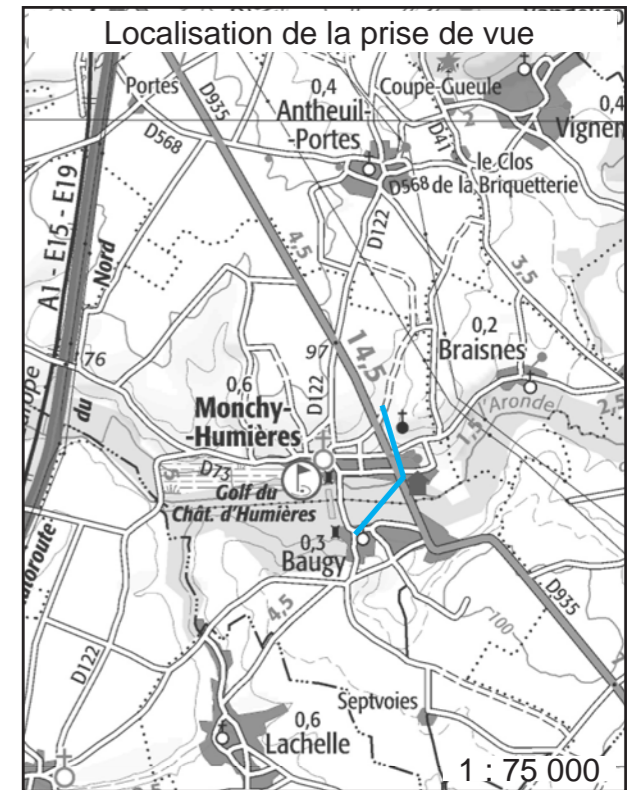 Localisation de la prise de vue
Portes
D935
0,4
Coupe-Gueule
0,4
Antheuil-
-Portes
D41
2
Vignem
D568
le Clos
D568 de la Briquetterie
A1 - E15 - E19
Nord
4,5
D122
3,5
14,5
0,2
Braisnes
76
97
du
0,6
D122
Monchy-
-Humières
l'Aronde
2,5
1,5
D73
Golf du
Chât. d'Humières
0,3
Baugy
4,5
D935
100
D122
Septvoies
0,6
Lachelle
1 : 75 000